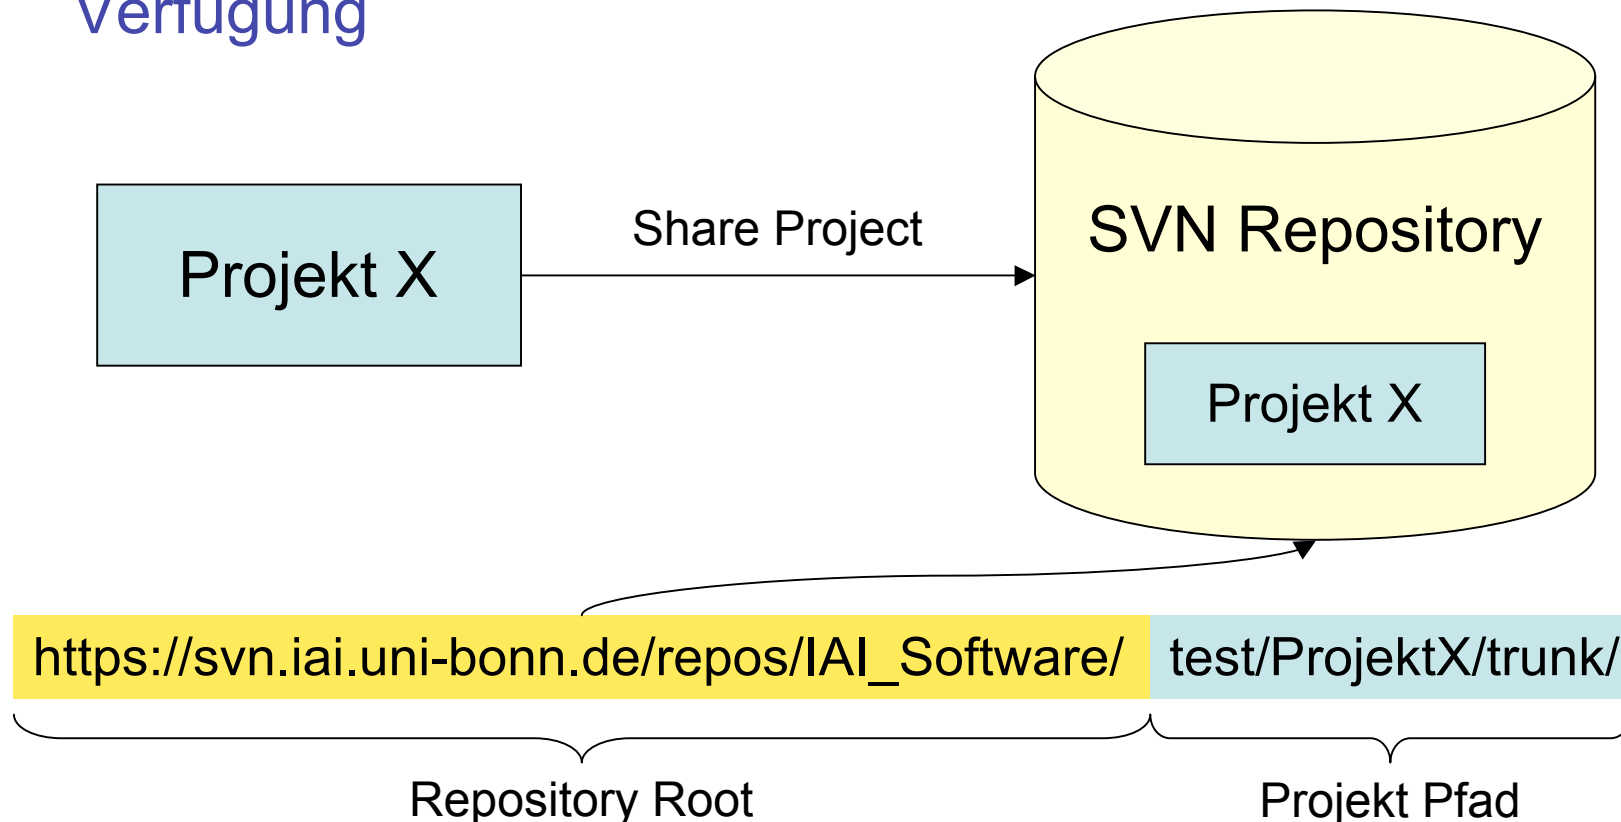 Verfügung
Share Project
SVN Repository
Projekt X
Projekt X
https://svn.iai.uni-bonn.de/repos/IAI_Software/ test/ProjektX/trunk/
Repository Root
Projekt Pfad